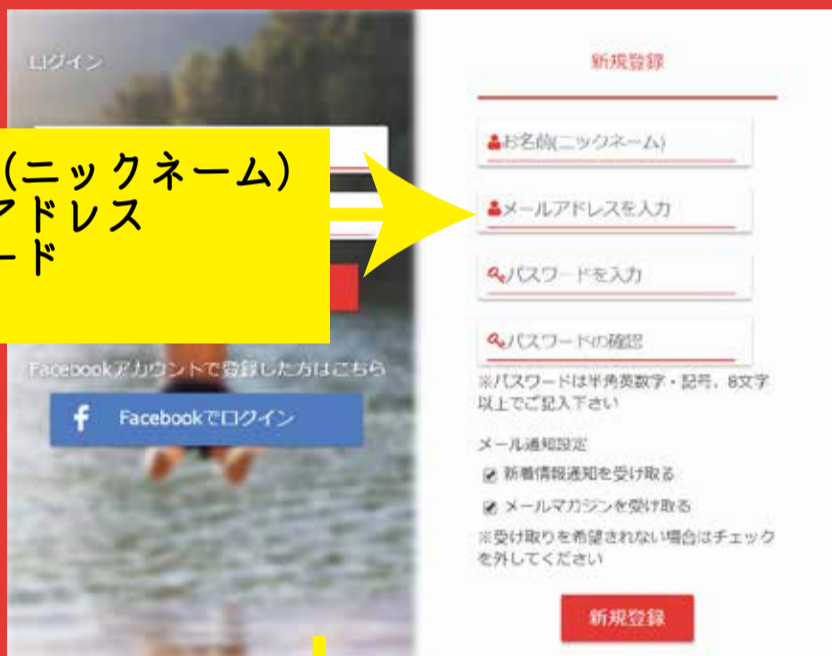 ログイン
(ニックネーム)
アドレス
ード
Facebookアカウントで登録した方はこちら
f Facebookでログイン
新規登録
お名前(ニックネーム)
メールアドレスを入力
パスワードを入力
パスワードの確認
※パスワードは半角英数字・記号、8文字
以上でご記入下さい
メール通知設定
新着情報通知を受け取る
メールマガジンを受け取る
※受け取りを希望されない場合はチェック
を外してください
新規登録